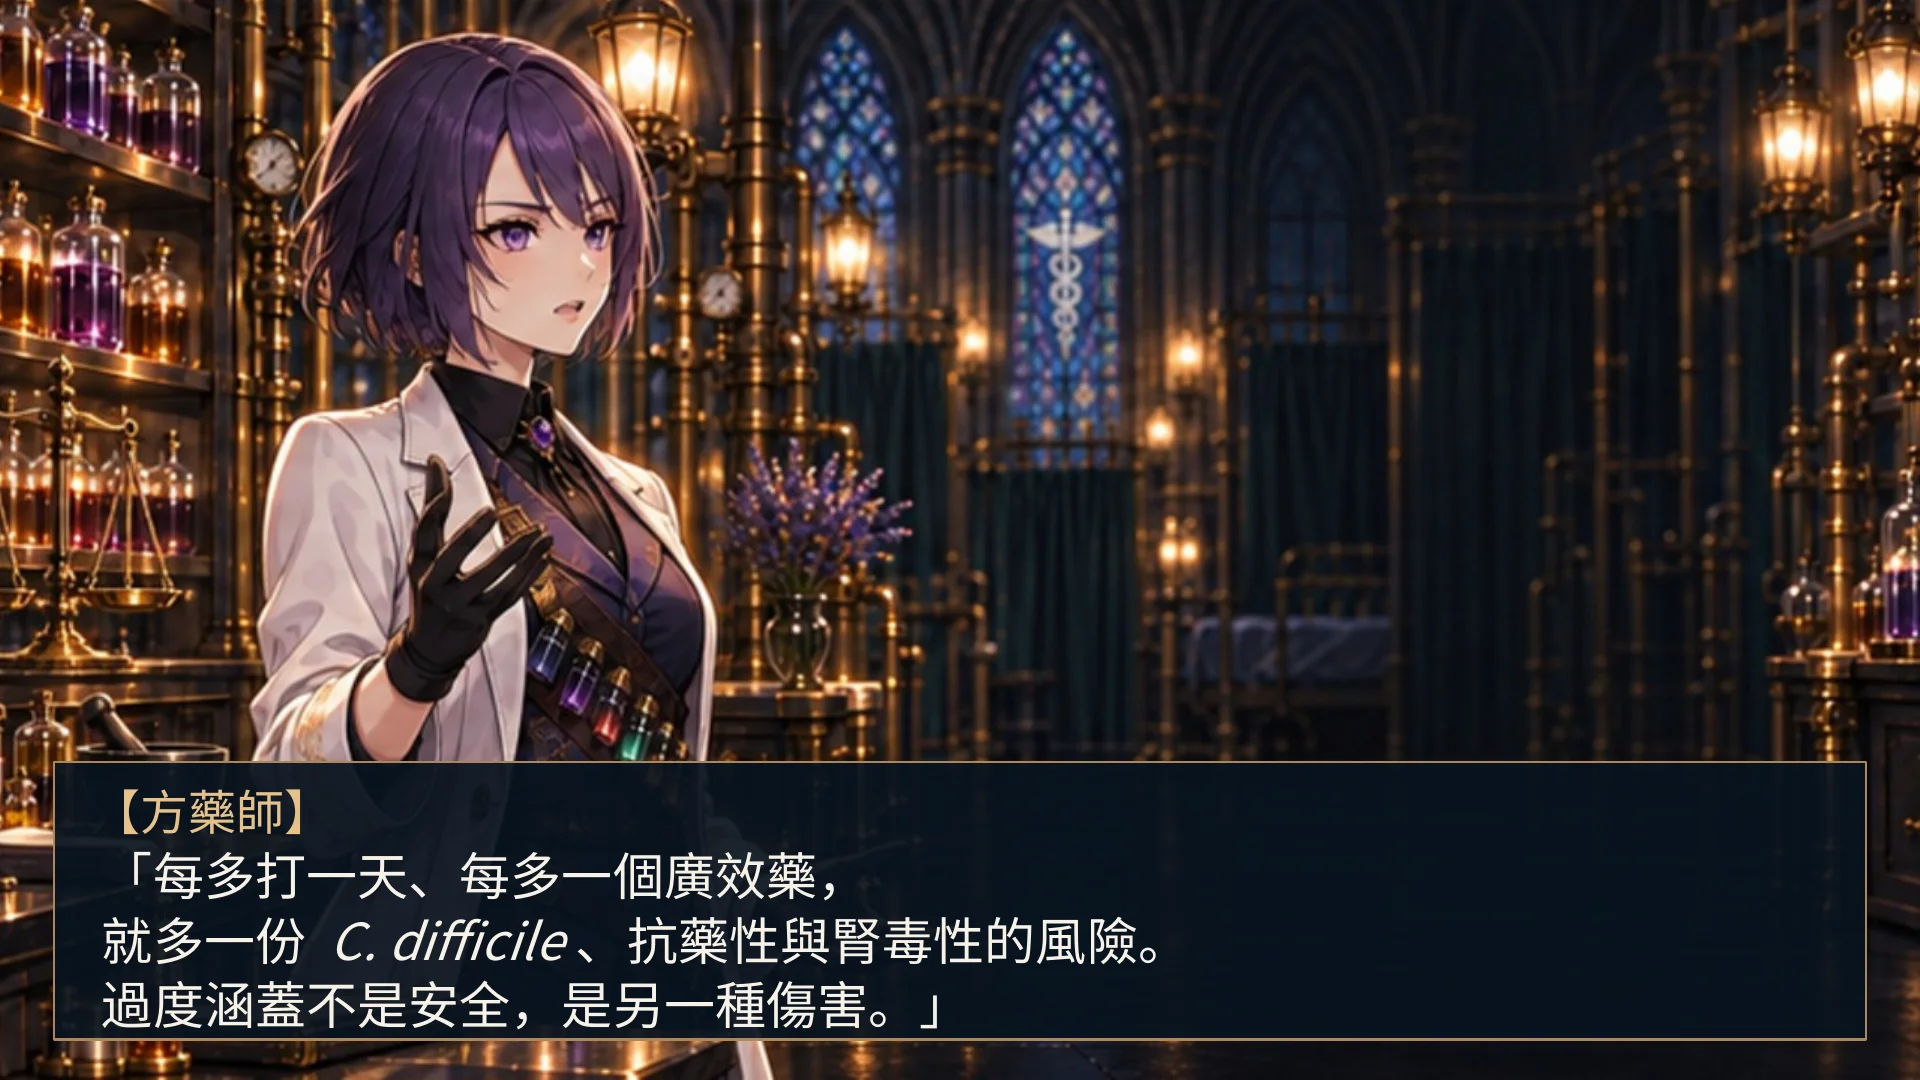 【方藥師】
「每多打一天、每多一個廣效藥，
就多一份 C. difficile、抗藥性與腎毒性的風險。
過度涵蓋不是安全，是另一種傷害。」